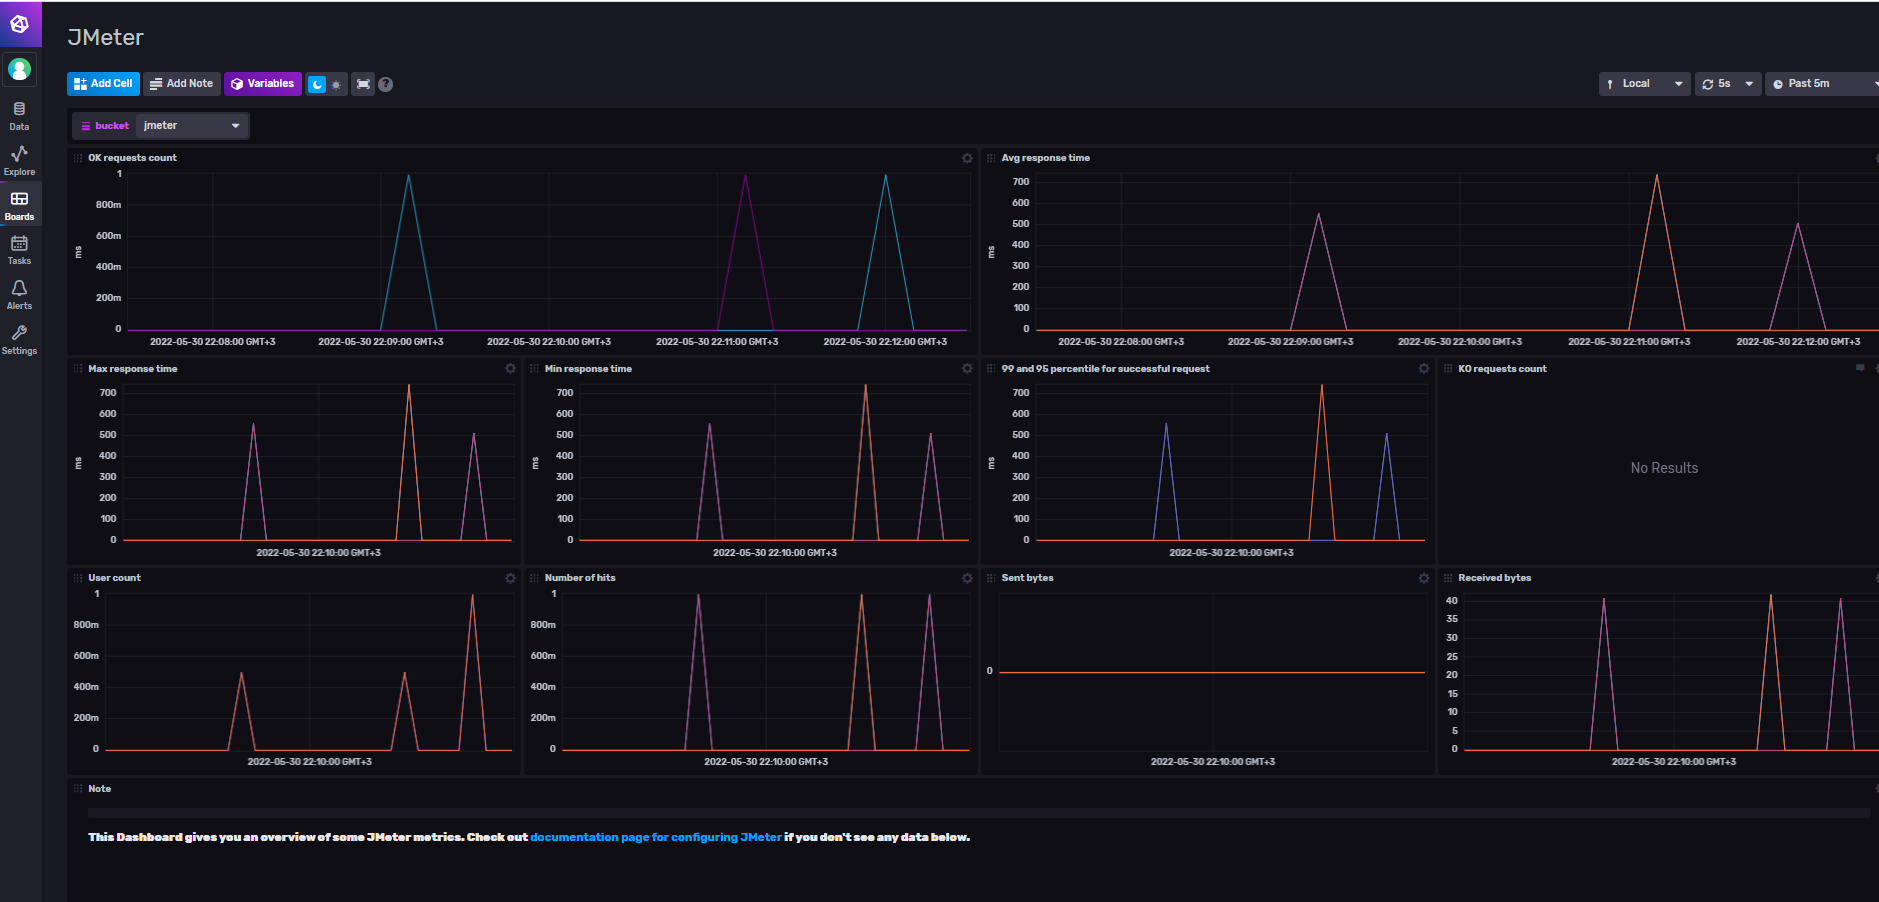 JMeter
Add Cell Add Note Variables ? Local 5s Past 5m
bucket jmeter
Data
Explore
Boards
Tasks
Alerts
Settings
OK requests count
1
800m
600m
400m
200m
0
ms
2022-05-30 22:08:00 GMT+3 2022-05-30 22:09:00 GMT+3 2022-05-30 22:10:00 GMT+3 2022-05-30 22:11:00 GMT+3 2022-05-30 22:12:00 GMT+3
Avg response time
700
600
500
400
300
200
100
0
ms
2022-05-30 22:08:00 GMT+3 2022-05-30 22:09:00 GMT+3 2022-05-30 22:10:00 GMT+3 2022-05-30 22:11:00 GMT+3 2022-05-30 22:12:00 GMT+3
Max response time
700
600
500
400
300
200
100
0
ms
2022-05-30 22:10:00 GMT+3
Min response time
700
600
500
400
300
200
100
0
ms
2022-05-30 22:10:00 GMT+3
99 and 95 percentile for successful request
700
600
500
400
300
200
100
0
ms
2022-05-30 22:10:00 GMT+3
KO requests count
No Results
User count
1
800m
600m
400m
200m
0
2022-05-30 22:10:00 GMT+3
Number of hits
1
800m
600m
400m
200m
0
2022-05-30 22:10:00 GMT+3
Sent bytes
0
2022-05-30 22:10:00 GMT+3
Received bytes
40
35
30
25
20
15
10
5
0
2022-05-30 22:10:00 GMT+3
Note
This Dashboard gives you an overview of some JMeter metrics. Check out documentation page for configuring JMeter if you don't see any data below.